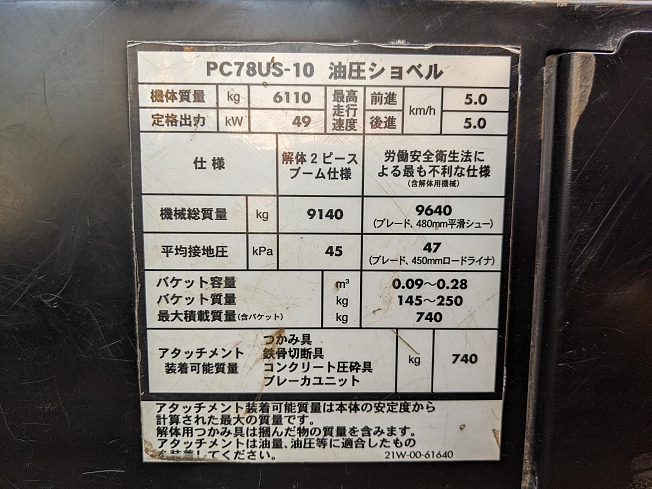 PC78US-10 油圧ショベル
機体質量 kg 6110 最高走行速度 前進 km/h 5.0
定格出力 kW 49 後進 5.0
仕様 解体2ピースブーム仕様 労働安全衛生法による最も不利な仕様(含解体用機械)
機械総質量 kg 9140 9640
(ブレード、480mm平滑シュー)
平均接地圧 kPa 45 47
(ブレード、450mmロードライナ)
バケット容量 m³ 0.09～0.28
バケット質量 kg 145～250
最大積載質量(含バケット) kg 740
アタッチメント装着可能質量 つかみ具 kg 740
鉄骨切断具
コンクリート圧砕具
ブレーカユニット
アタッチメント装着可能質量は本体の安定度から
計算された最大の質量です。
解体用つかみ具は掴んだ物の質量を含みます。
アタッチメントは油量、油圧等に適合したもの
を装着してください。 21W-00-61640